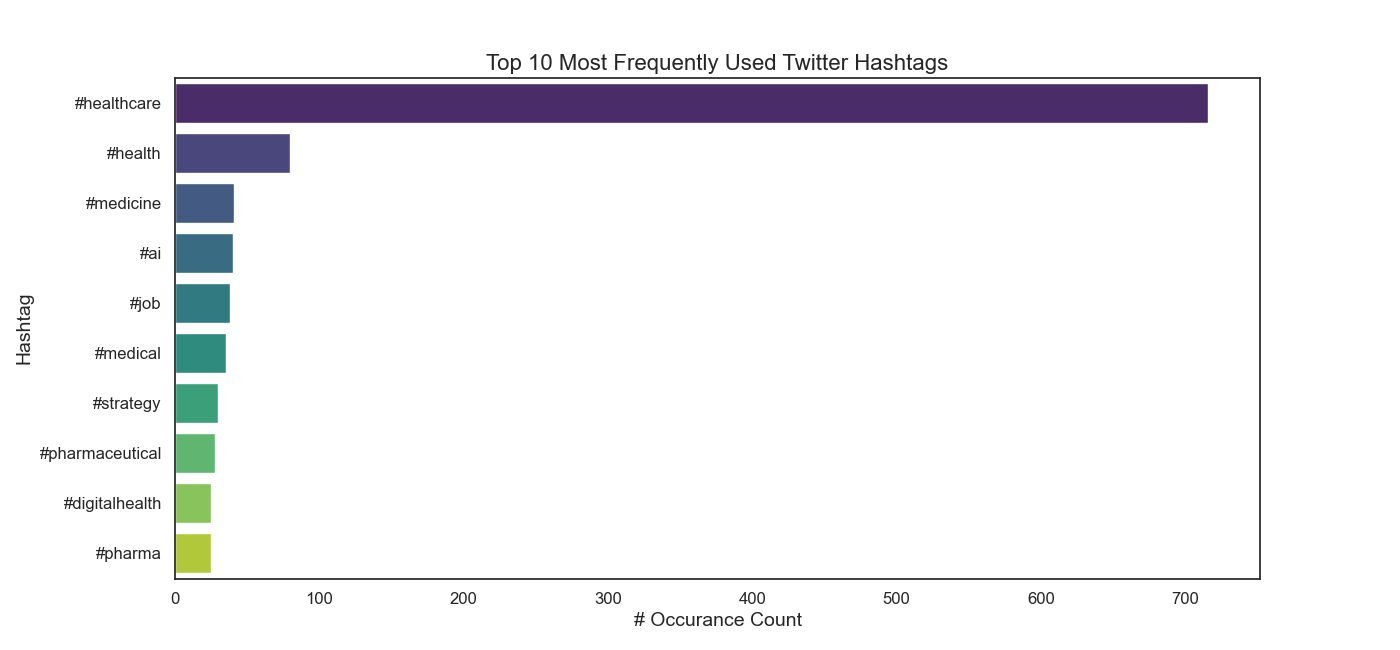 Top 10 Most Frequently Used Twitter Hashtags
Hashtag
#healthcare
#health
#medicine
#ai
#job
#medical
#strategy
#pharmaceutical
#digitalhealth
#pharma
0 100 200 300 400 500 600 700
# Occurance Count